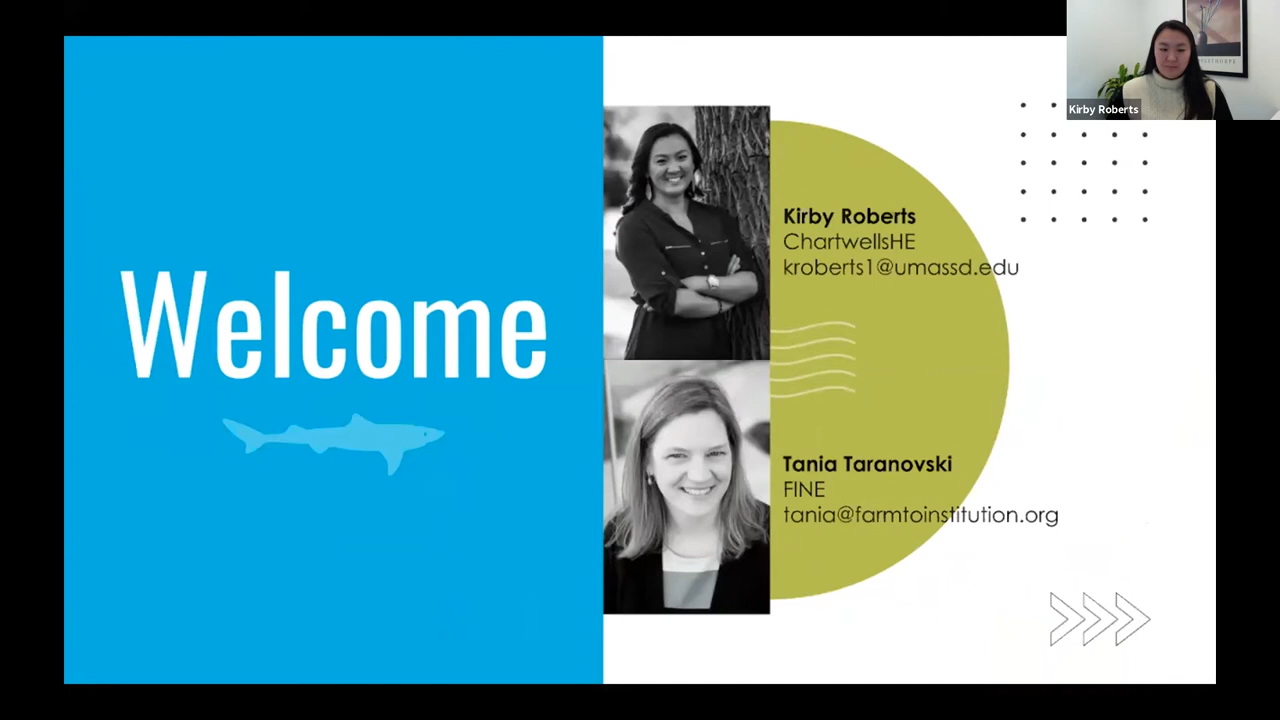 Welcome
Kirby Roberts
ChartwellsHE
kroberts1@umassd.edu
Tania Taranovski
FINE
tania@farmtoinstitution.org
Kirby Roberts